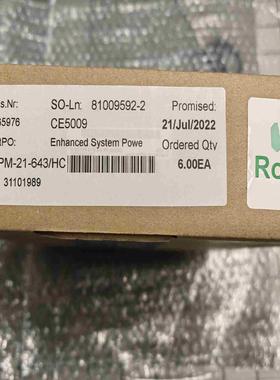 s.Nr: SO-Ln: 81009592-2 Promised:
65976 CE5009 21/Jul/2022
RPO: Enhanced System Powe Ordered Qty
PM-21-643/HC 6.00EA
31101989
Ro